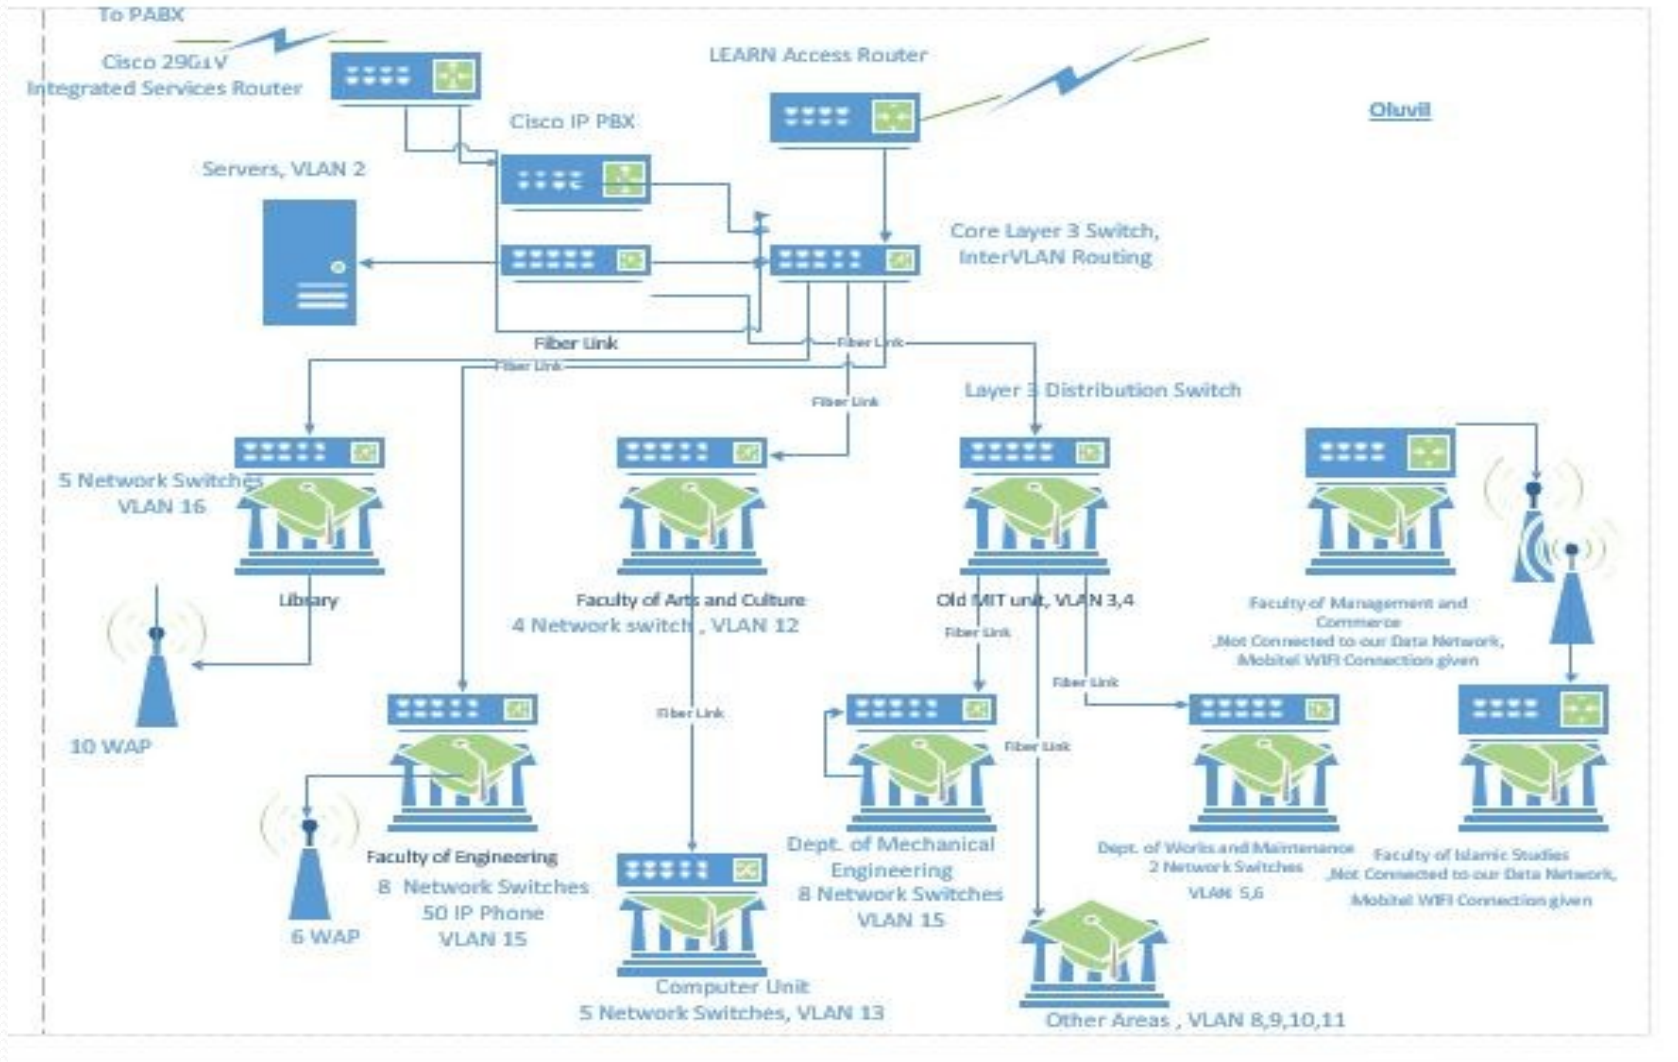 To PABX
Cisco 2901V
Integrated Services Router
LEARN Access Router
Oluvil
Cisco IP PBX
Servers, VLAN 2
Core Layer 3 Switch,
InterVLAN Routing
Fiber Link
Fiber Link
Fiber Link
Layer 3 Distribution Switch
Fiber Link
5 Network Switches
VLAN 16
Library
Faculty of Arts and Culture
4 Network switch , VLAN 12
Old MIT unit, VLAN 3,4
Faculty of Management and
Commerce
,Not Connected to our Data Network,
Mobitel WIFI Connection given
Fiber Link
Fiber Link
Fiber Link
Fiber Link
10 WAP
Faculty of Engineering
8 Network Switches
50 IP Phone
VLAN 15
6 WAP
Dept. of Mechanical
Engineering
8 Network Switches
VLAN 15
Dept. of Works and Maintenance
2 Network Switches
VLAN 5,6
Faculty of Islamic Studies
,Not Connected to our Data Network,
Mobitel WIFI Connection given
Computer Unit
5 Network Switches, VLAN 13
Other Areas , VLAN 8,9,10,11